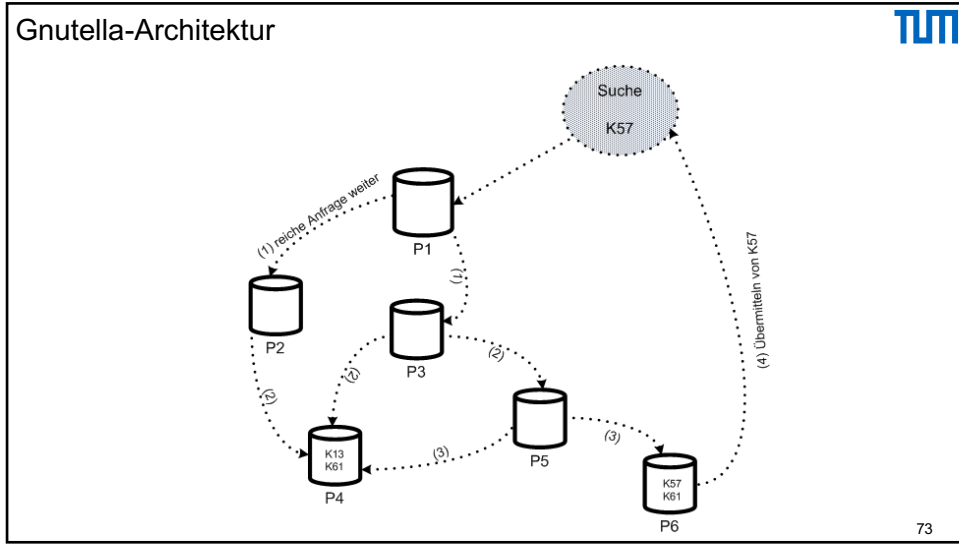 Gnutella-Architektur
TUM
Suche
K57
(1) reiche Anfrage weiter
P1
(1)
P2
P3
(2)
(2)
(2)
(4) Übermitteln von K57
K13
K61
P4
(3)
P5
(3)
K57
K61
P6
73